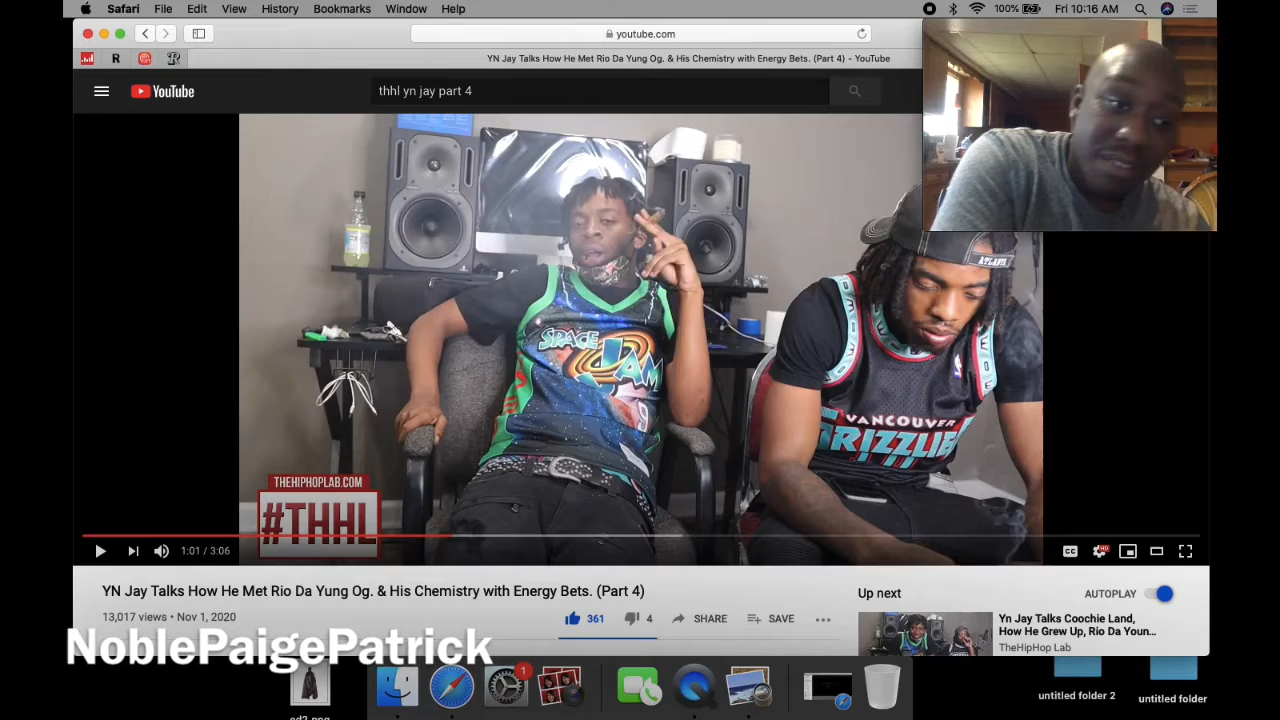 Safari File Edit View History Bookmarks Window Help 100% Fri 10:16 AM
youtube.com
R
YN Jay Talks How He Met Rio Da Yung Og. & His Chemistry with Energy Bets. (Part 4) - YouTube
YouTube thhl yn jay part 4
ATLANTA
SPACE
JAM
VANCOUVER
GRIZZLIES
THEHIPHOPLAB.COM
#THHL
1:01 / 3:06 CC HD
YN Jay Talks How He Met Rio Da Yung Og. & His Chemistry with Energy Bets. (Part 4)
13,017 views • Nov 1, 2020 361 4 SHARE SAVE
Up next AUTOPLAY
Yn Jay Talks Coochie Land,
How He Grew Up, Rio Da Youn...
TheHipHop Lab
NoblePaigePatrick
1
untitled folder 2
untitled folder